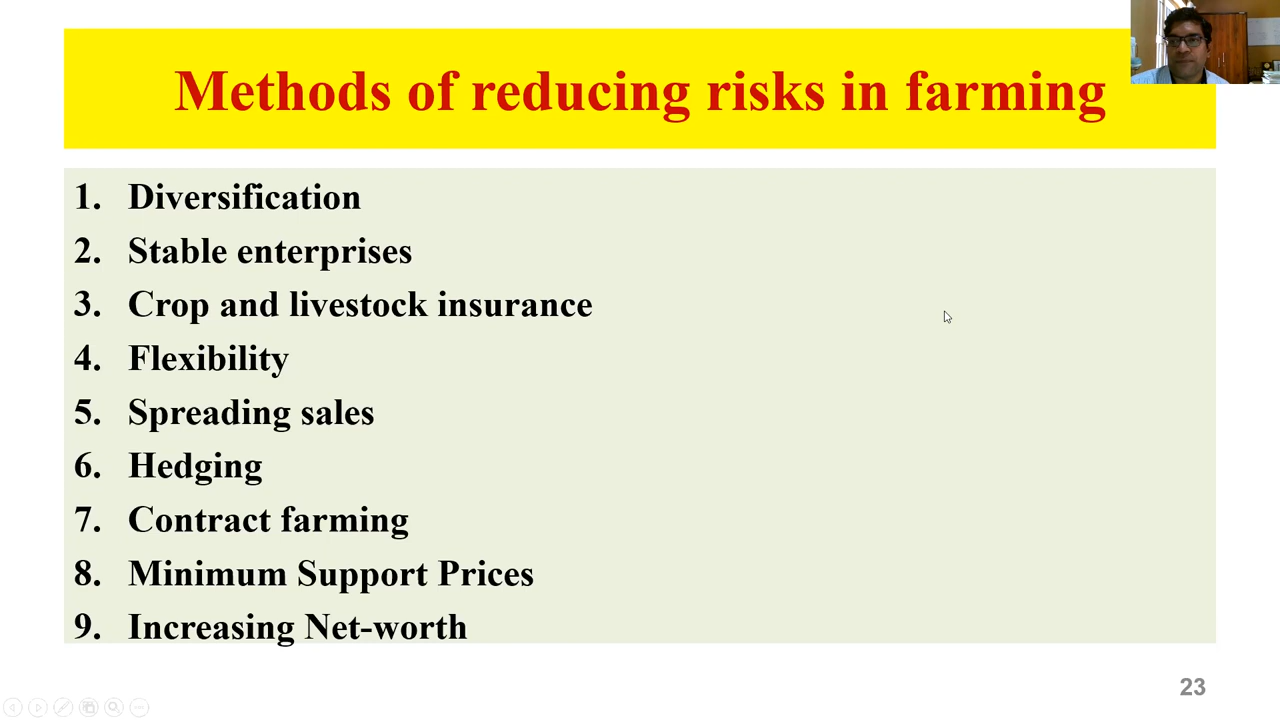 Methods of reducing risks in farming
1. Diversification
2. Stable enterprises
3. Crop and livestock insurance
4. Flexibility
5. Spreading sales
6. Hedging
7. Contract farming
8. Minimum Support Prices
9. Increasing Net-worth
23